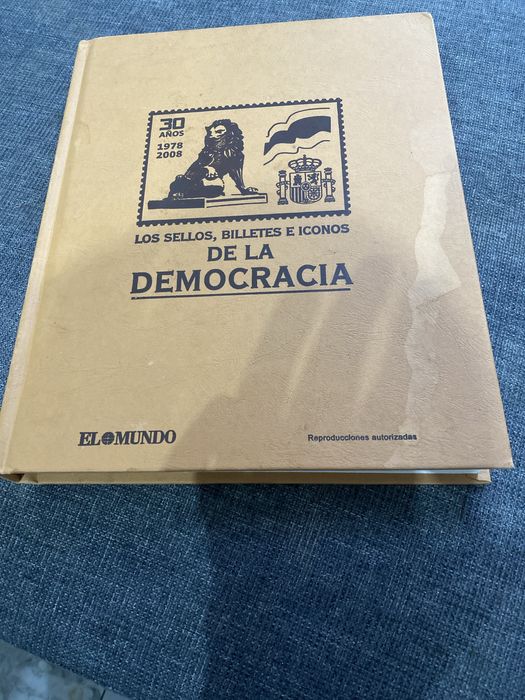 30
AÑOS
1978
2008
LOS SELLOS, BILLETES E ICONOS
DE LA
DEMOCRACIA
EL MUNDO
Reproducciones autorizadas